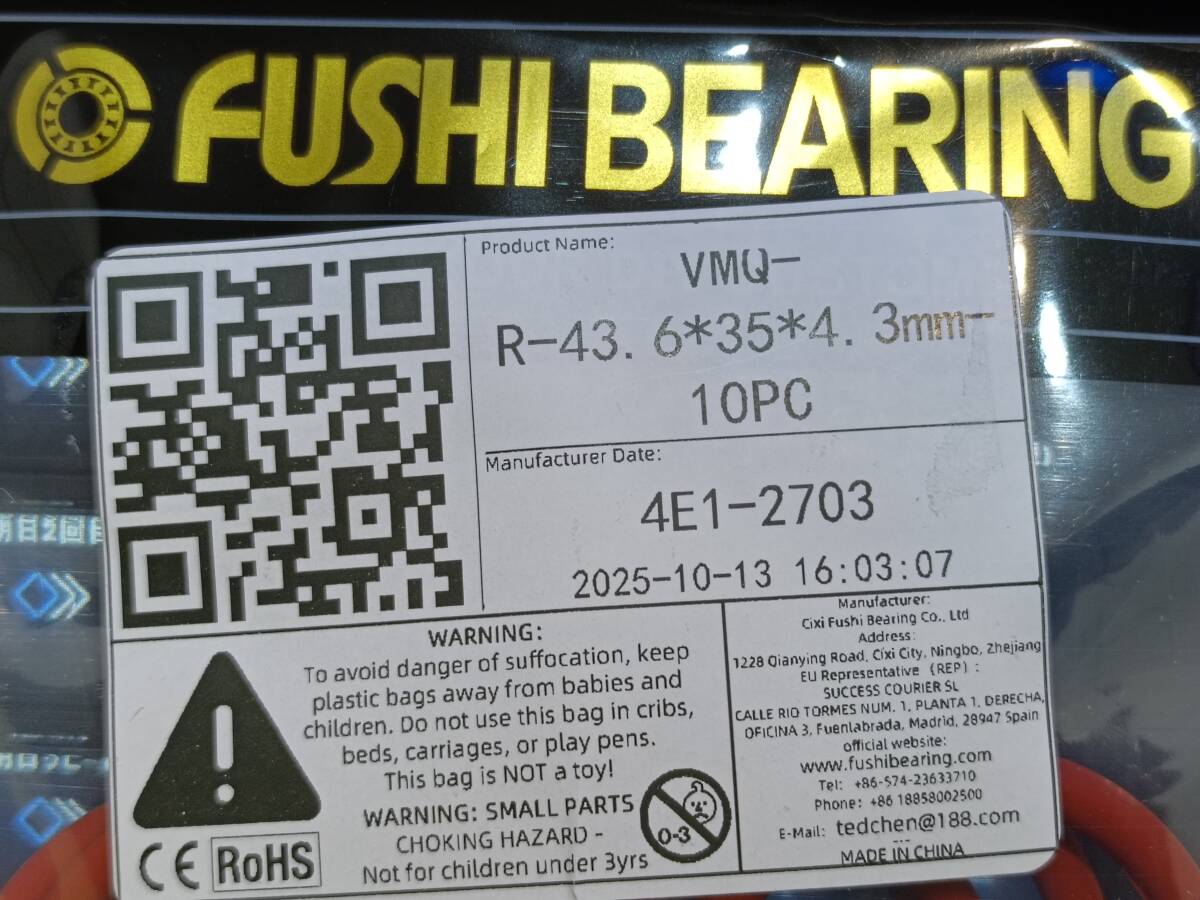 FUSHI BEARING
Product Name:
VMQ-
R-43. 6*35*4. 3mm-
10PC
Manufacturer Date:
4E1-2703
2025-10-13 16:03:07
WARNING:
To avoid danger of suffocation, keep
plastic bags away from babies and
children. Do not use this bag in cribs,
beds, carriages, or play pens.
This bag is NOT a toy!
WARNING: SMALL PARTS
CHOKING HAZARD -
Not for children under 3yrs
0-3
CE RoHS
Manufacturer:
Cixi Fushi Bearing Co., Ltd
Address:
1228 Qianying Road, Cixi City, Ningbo, Zhejiang
EU Representative (REP):
SUCCESS COURIER SL
CALLE RIO TORMES NUM. 1, PLANTA 1, DERECHA,
OFICINA 3, Fuenlabrada, Madrid, 28947 Spain
official website:
www.fushibearing.com
Tel: +86-574-23633710
Phone: +86 18858002500
E-Mail: tedchen@188.com
MADE IN CHINA